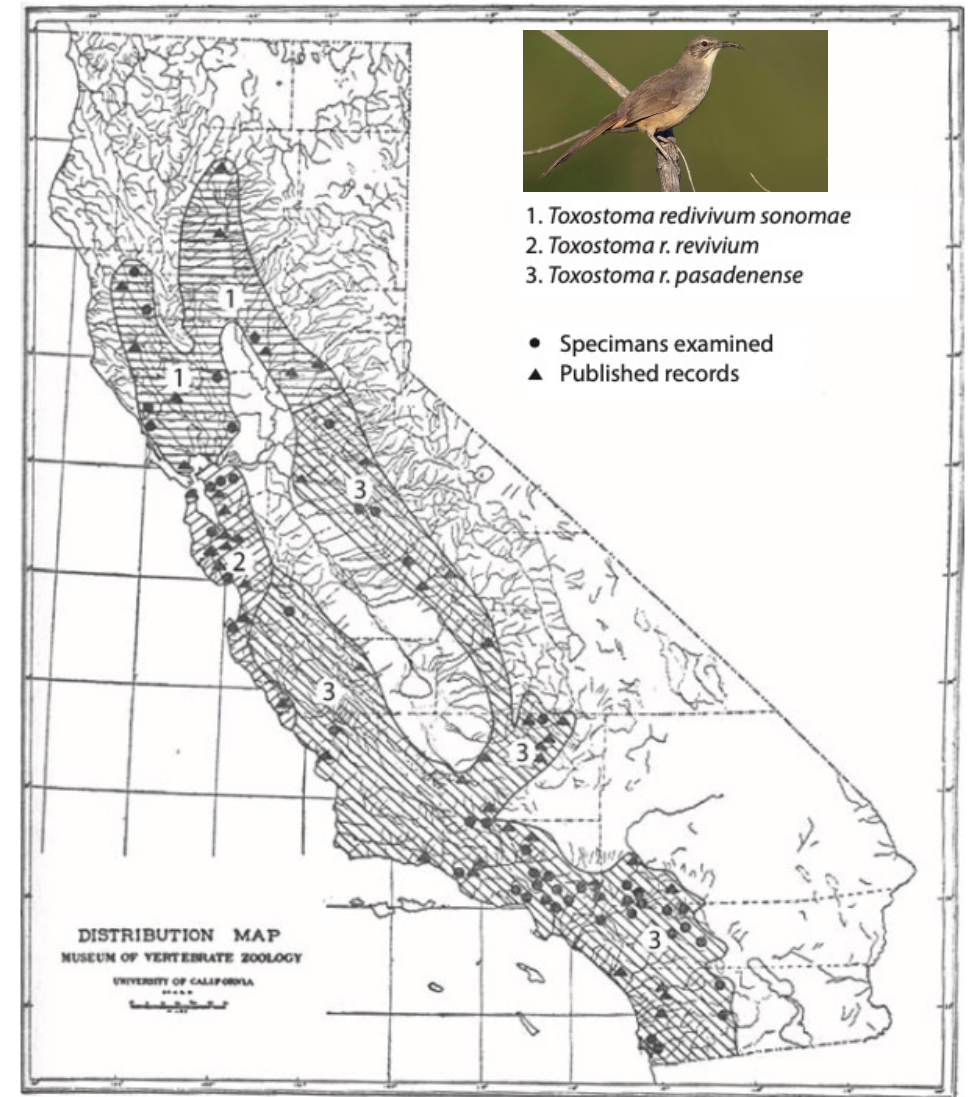 1. Toxostoma redivivum sonomae
2. Toxostoma r. revivium
3. Toxostoma r. pasadenense
● Specimans examined
▲ Published records
1
1
3
2
3
3
3
DISTRIBUTION MAP
MUSEUM OF VERTEBRATE ZOOLOGY
UNIVERSITY OF CALIFORNIA